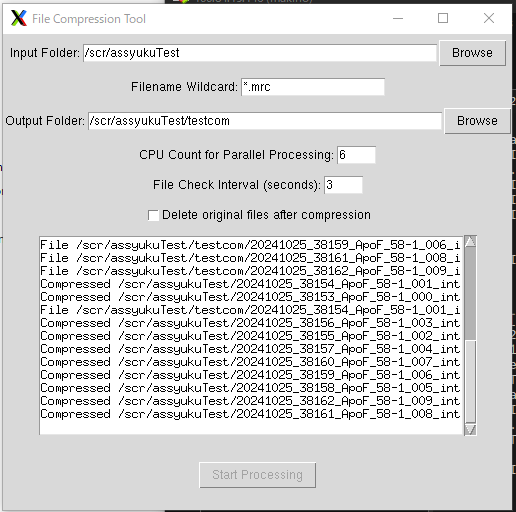 File Compression Tool
Input Folder: /scr/assyukuTest Browse
Filename Wildcard: *.mrc
Output Folder: /scr/assyukuTest/testcom Browse
CPU Count for Parallel Processing: 6
File Check Interval (seconds): 3
Delete original files after compression
File /scr/assyukuTest/testcom/20241025_38159_ApoF_58-1_006_i
File /scr/assyukuTest/testcom/20241025_38161_ApoF_58-1_008_i
File /scr/assyukuTest/testcom/20241025_38162_ApoF_58-1_009_i
Compressed /scr/assyukuTest/20241025_38154_ApoF_58-1_001_int
Compressed /scr/assyukuTest/20241025_38153_ApoF_58-1_000_int
File /scr/assyukuTest/testcom/20241025_38154_ApoF_58-1_001_i
Compressed /scr/assyukuTest/20241025_38156_ApoF_58-1_003_int
Compressed /scr/assyukuTest/20241025_38155_ApoF_58-1_002_int
Compressed /scr/assyukuTest/20241025_38157_ApoF_58-1_004_int
Compressed /scr/assyukuTest/20241025_38160_ApoF_58-1_007_int
Compressed /scr/assyukuTest/20241025_38159_ApoF_58-1_006_int
Compressed /scr/assyukuTest/20241025_38158_ApoF_58-1_005_int
Compressed /scr/assyukuTest/20241025_38162_ApoF_58-1_009_int
Compressed /scr/assyukuTest/20241025_38161_ApoF_58-1_008_int
Start Processing